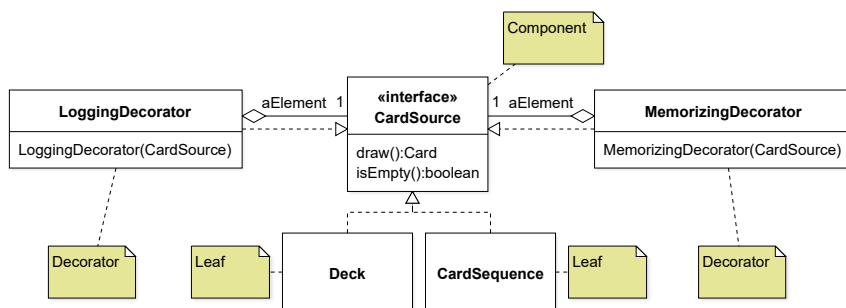 Component
LoggingDecorator
LoggingDecorator(CardSource)
aElement 1
«interface»
CardSource
draw():Card
isEmpty():boolean
1 aElement
MemorizingDecorator
MemorizingDecorator(CardSource)
Decorator
Leaf
Deck
CardSequence
Leaf
Decorator